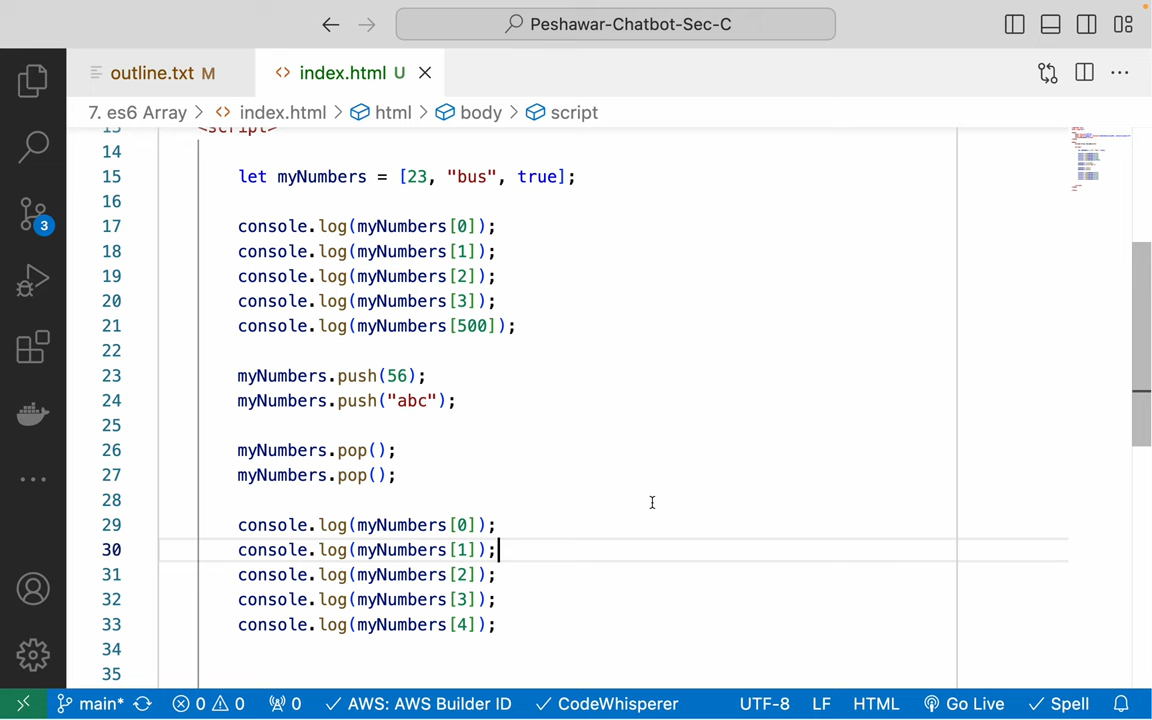 Peshawar-Chatbot-Sec-C
outline.txt M
index.html U
7. es6 Array > index.html > html > body > script
13 <script>
14
15 let myNumbers = [23, "bus", true];
16
17 console.log(myNumbers[0]);
18 console.log(myNumbers[1]);
19 console.log(myNumbers[2]);
20 console.log(myNumbers[3]);
21 console.log(myNumbers[500]);
22
23 myNumbers.push(56);
24 myNumbers.push("abc");
25
26 myNumbers.pop();
27 myNumbers.pop();
28
29 console.log(myNumbers[0]);
30 console.log(myNumbers[1]);
31 console.log(myNumbers[2]);
32 console.log(myNumbers[3]);
33 console.log(myNumbers[4]);
34
35
3
main* 0 0 0 AWS: AWS Builder ID CodeWhisperer UTF-8 LF HTML Go Live Spell